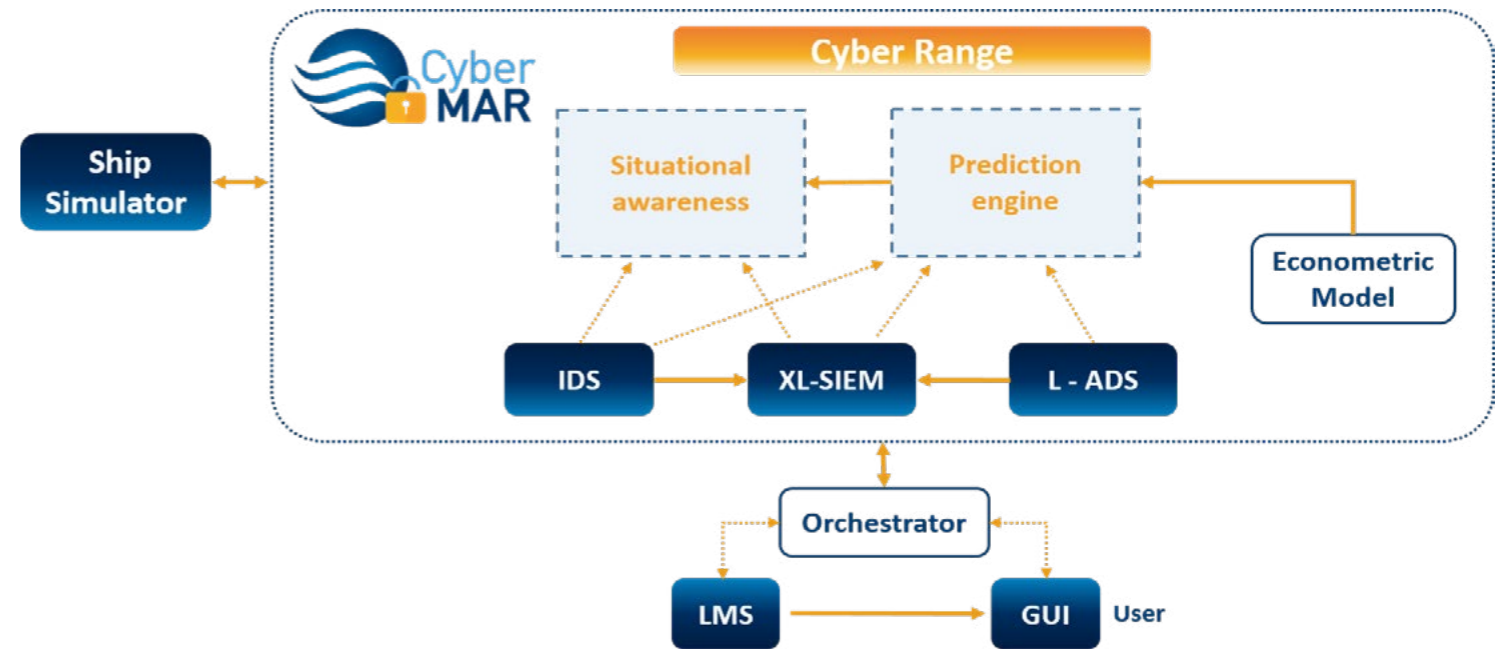 Cyber
MAR
Cyber Range
Ship
Simulator
Situational
awareness
Prediction
engine
Econometric
Model
IDS
XL-SIEM
L - ADS
Orchestrator
LMS
GUI
User